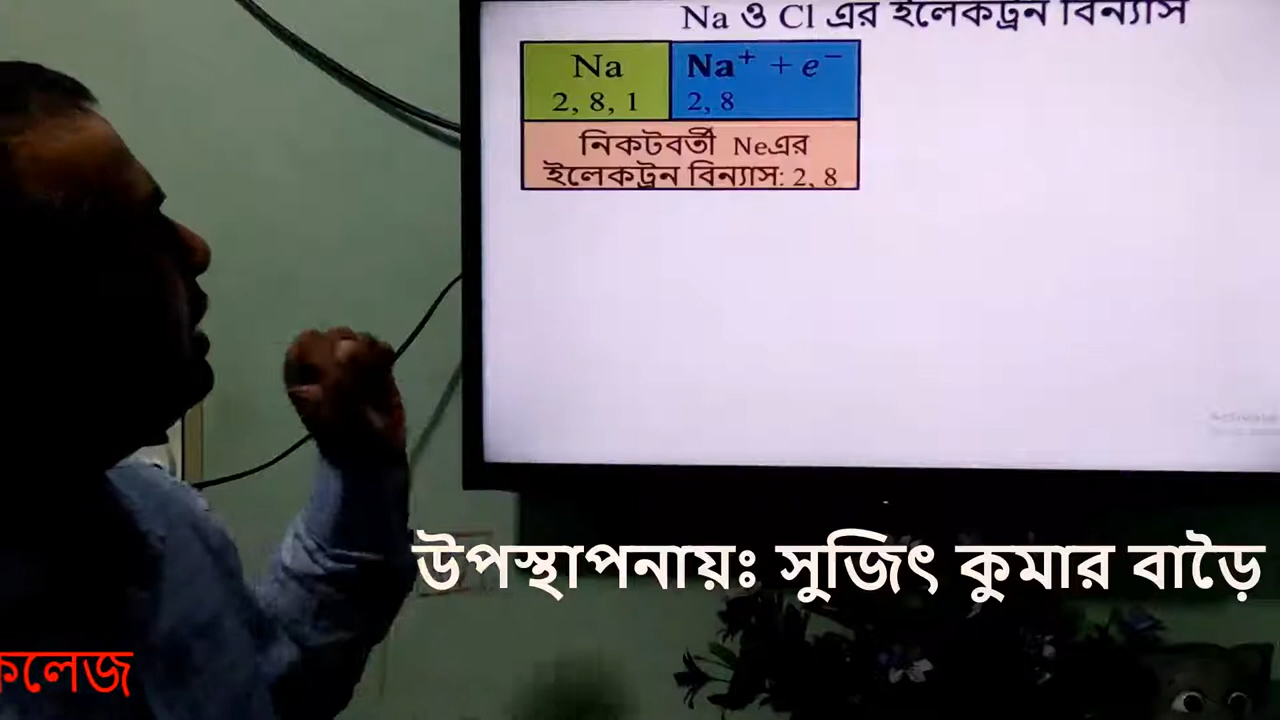 Na ও Cl এর ইলেকট্রন বিন্যাস
Na
2, 8, 1
Na⁺ + e⁻
2, 8
নিকটবর্তী Neএর
ইলেকট্রন বিন্যাস: 2, 8
উপস্থাপনায়ঃ সুজিৎ কুমার বাড়ৈ
কলেজ